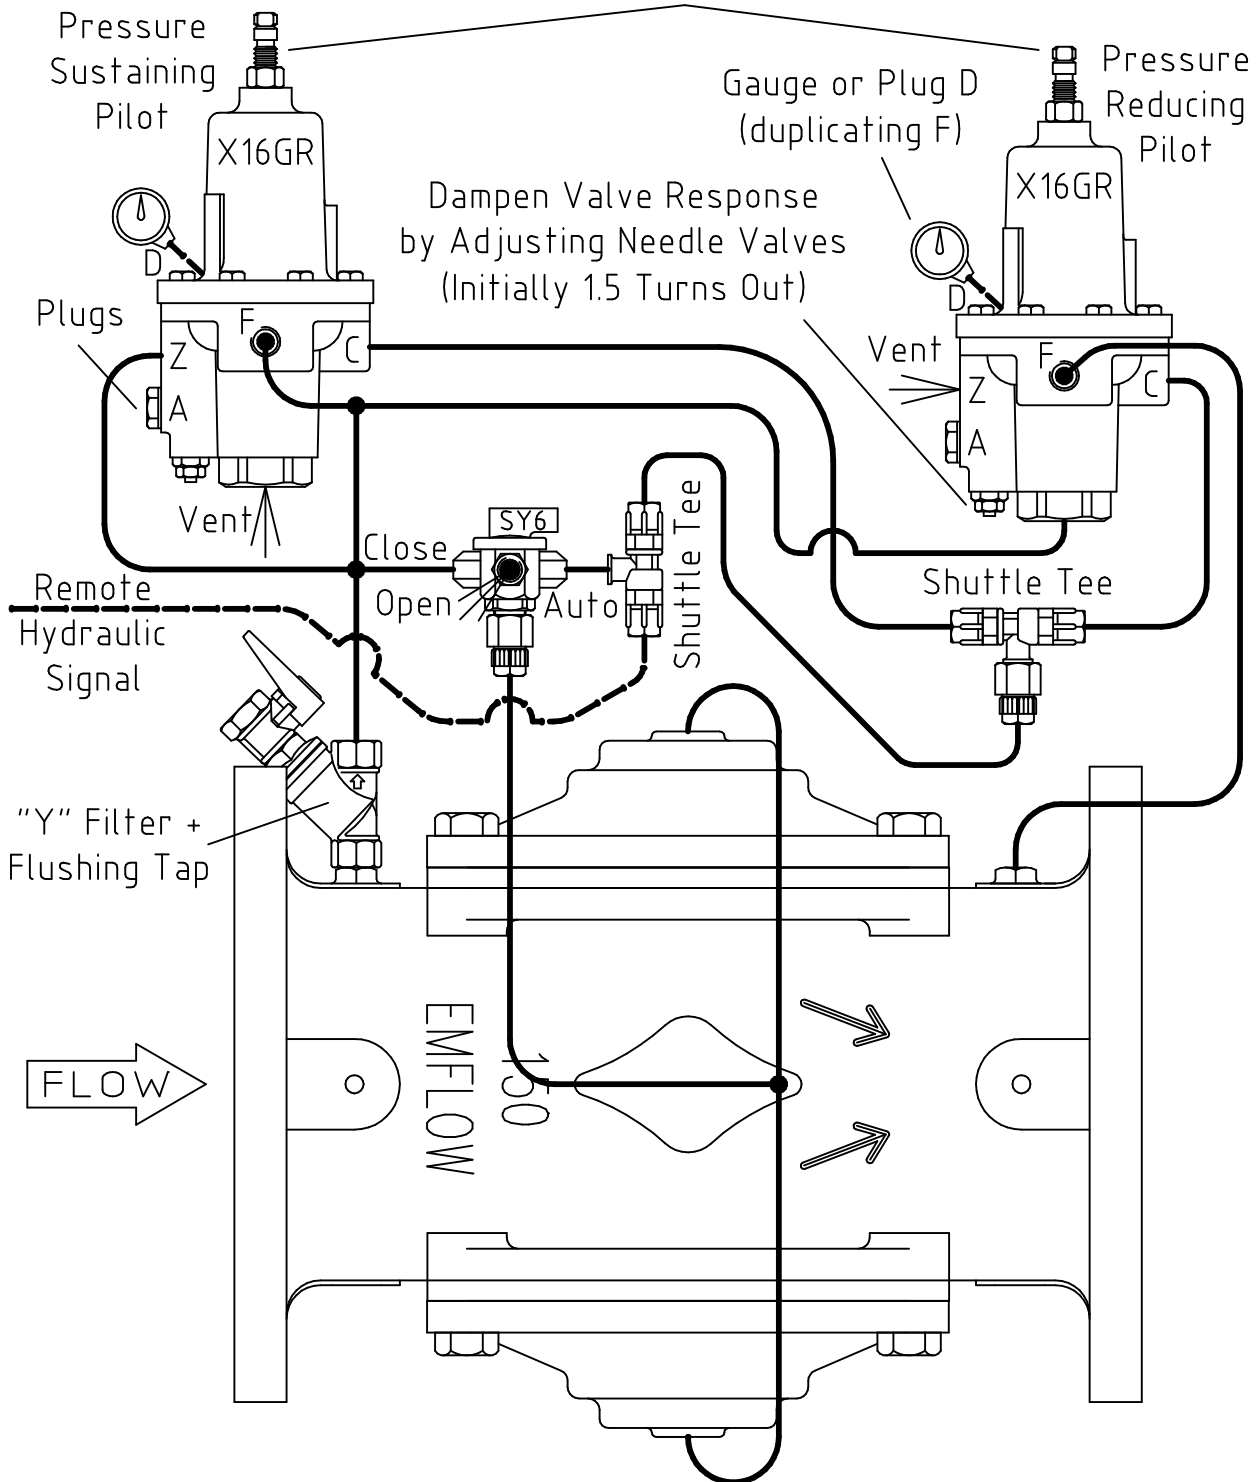 Pressure
Sustaining
Pilot
X16GR
D
Plugs
F
Z
C
A
Vent
Pressure
Reducing
Pilot
Gauge or Plug D
(duplicating F)
X16GR
D
Dampen Valve Response
by Adjusting Needle Valves
(Initially 1.5 Turns Out)
Vent
F
Z
C
A
SY6
Close
Open
Auto
Shuttle Tee
Shuttle Tee
Remote
Hydraulic
Signal
"Y" Filter +
Flushing Tap
FLOW
EMFLOW
150